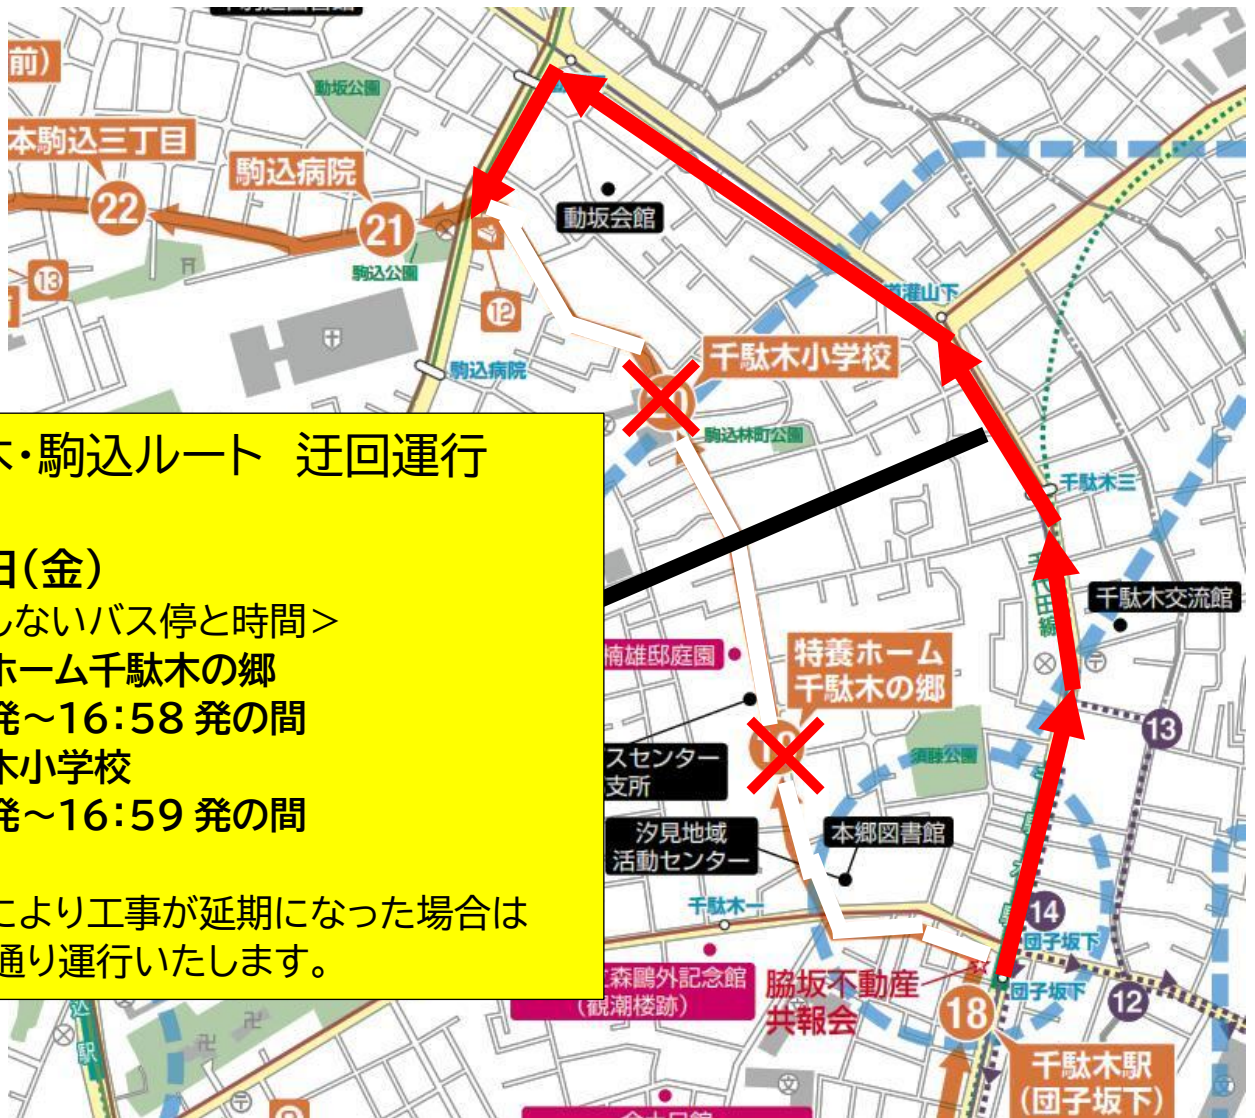 前）
動坂公園
本駒込三丁目
駒込病院
22
21
動坂会館
駒込公園
13
12
道灌山下
駒込病院
千駄木小学校
駒込林町公園
木・駒込ルート　迂回運行
千駄木三
日（金）
千代田線
しないバス停と時間＞
千駄木交流館
楠雄邸庭園
特養ホーム
千駄木の郷
ホーム千駄木の郷
発～16：58 発の間
13
須藤公園
スセンター
支所
木小学校
発～16：59 発の間
汐見地域
活動センター
本郷図書館
千駄木一
14
団子坂下
により工事が延期になった場合は
通り運行いたします。
森鷗外記念館
（観潮楼跡）
脇坂不動産
共報会
18
団子坂下
12
駅
千駄木駅
（団子坂下）